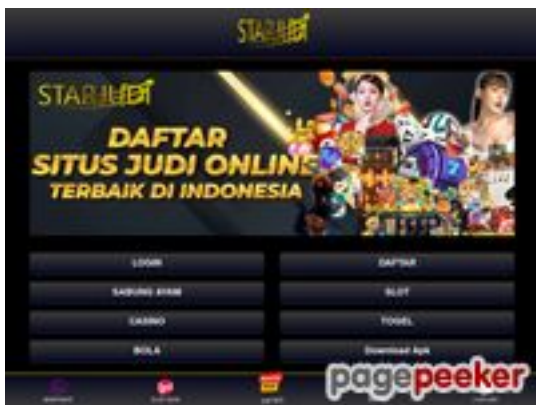 STARJUDI
STARJUDI
DAFTAR
SITUS JUDI ONLINE
TERBAIK DI INDONESIA
LOGIN DAFTAR
SABUNG AYAM SLOT
CASINO TOGEL
BOLA Download Apk
pagepeeker